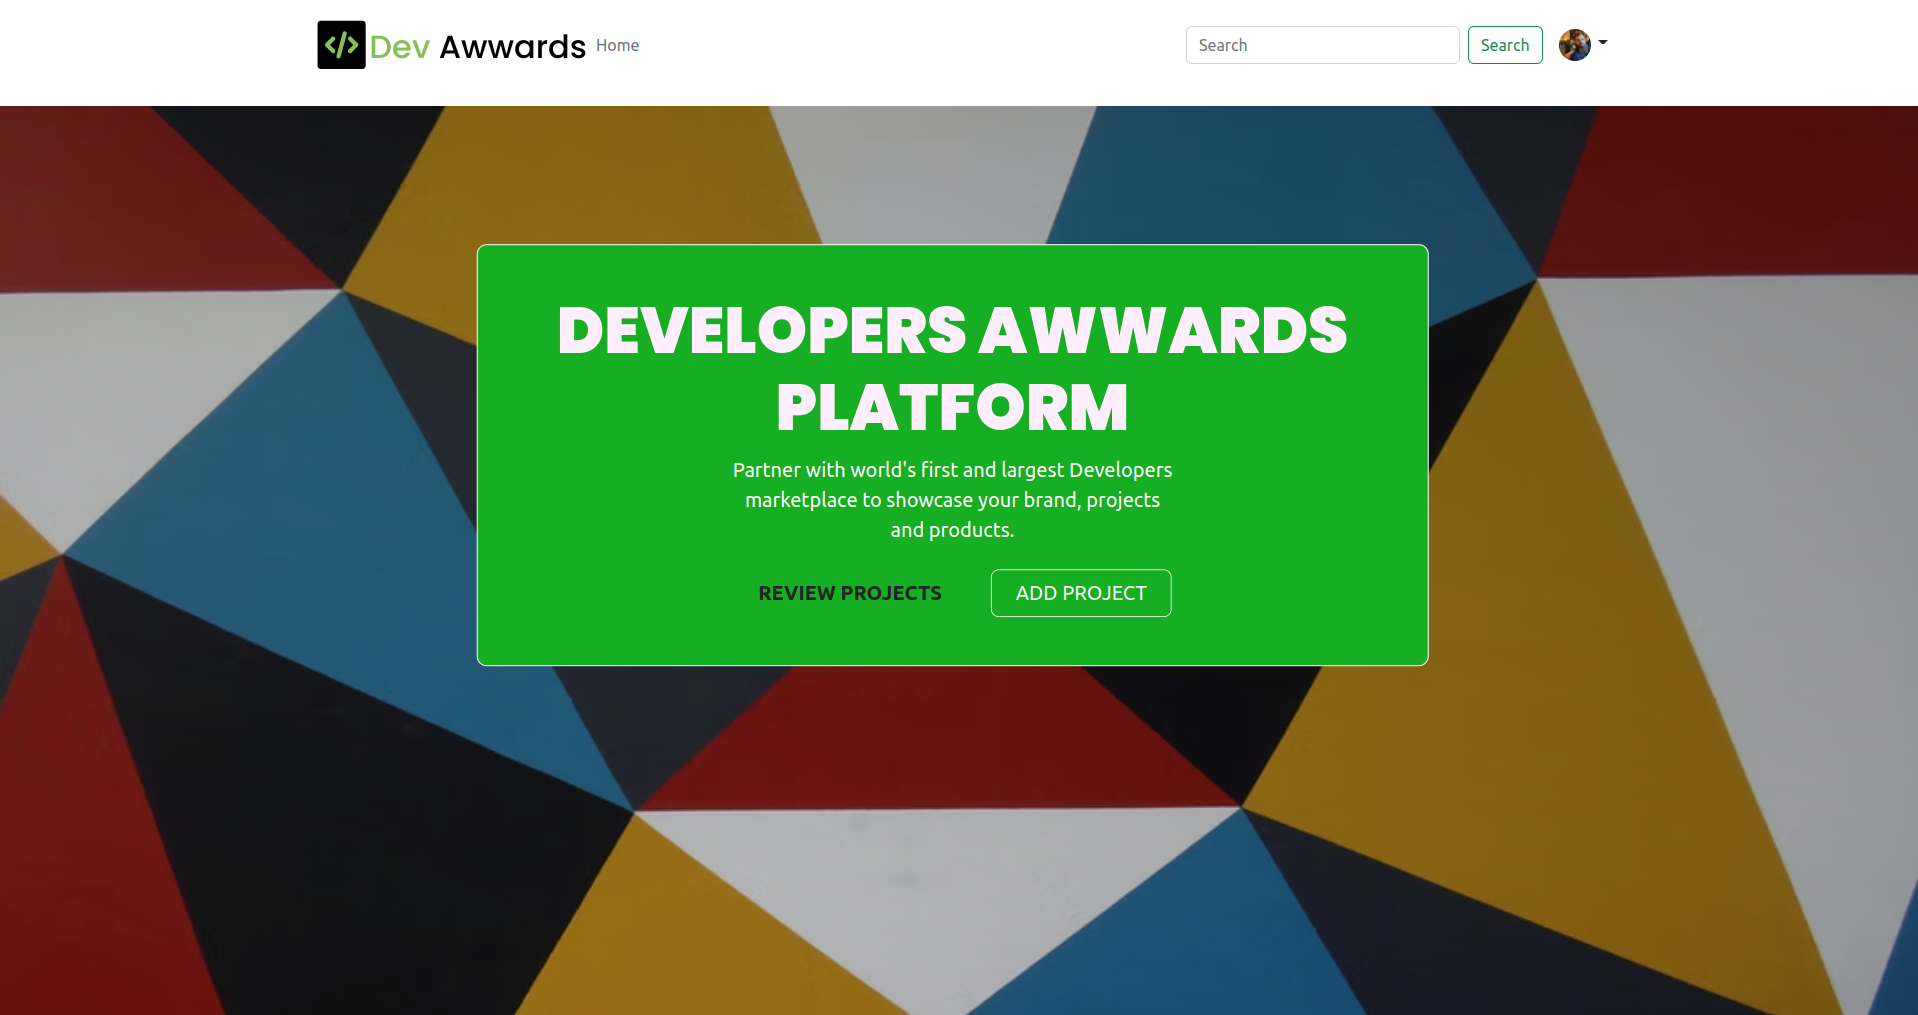 </> Dev Awwards Home Search Search
DEVELOPERS AWWARDS
PLATFORM
Partner with world's first and largest Developers
marketplace to showcase your brand, projects
and products.
REVIEW PROJECTS ADD PROJECT